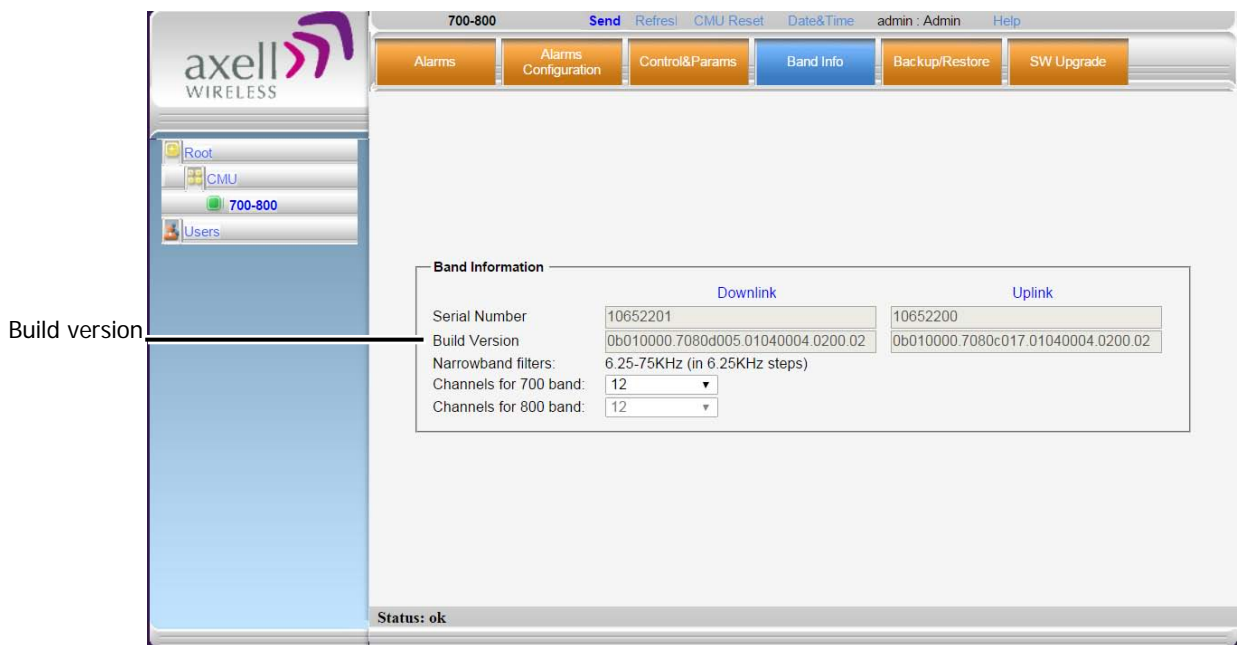 700-800 Send Refresl CMU Reset Date&Time admin : Admin Help
axell
WIRELESS
Alarms Alarms Configuration Control&Params Band Info Backup/Restore SW Upgrade
Root
CMU
700-800
Users
Band Information
Downlink Uplink
Serial Number 10652201 10652200
Build version
Build Version 0b010000.7080d005.01040004.0200.02 0b010000.7080c017.01040004.0200.02
Narrowband filters: 6.25-75KHz (in 6.25KHz steps)
Channels for 700 band: 12
Channels for 800 band: 12
Status: ok